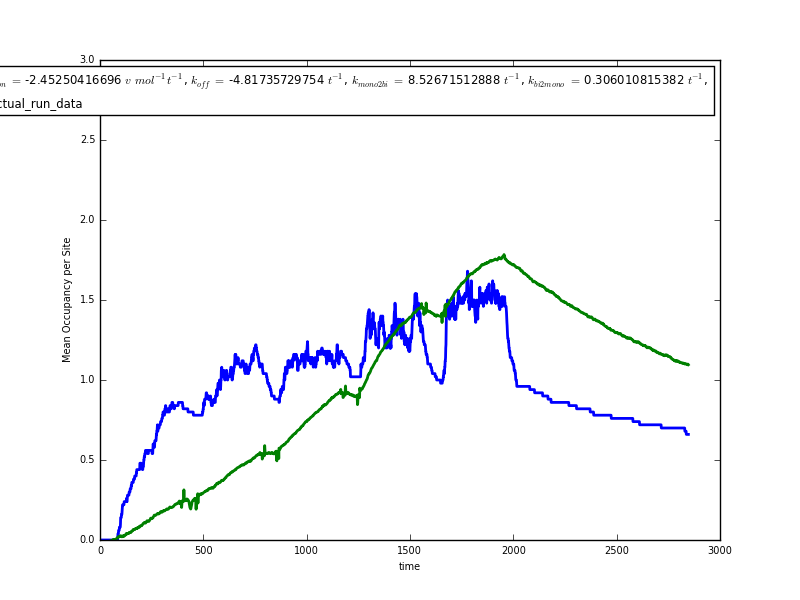 3.0
= -2.45250416696 v mol⁻¹t⁻¹, k_off = -4.81735729754 t⁻¹, k_mono2bi = 8.52671512888 t⁻¹, k_bi2mono = 0.306010815382 t⁻¹,
ctual_run_data
2.5
2.0
1.5
1.0
0.5
0.0
Mean Occupancy per Site
0 500 1000 1500 2000 2500 3000
time